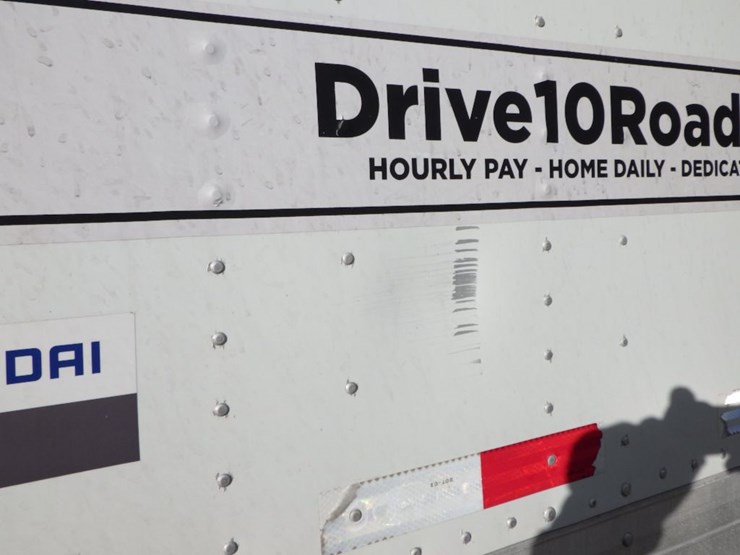 Drive10Road
HOURLY PAY - HOME DAILY - DEDICA
DAI